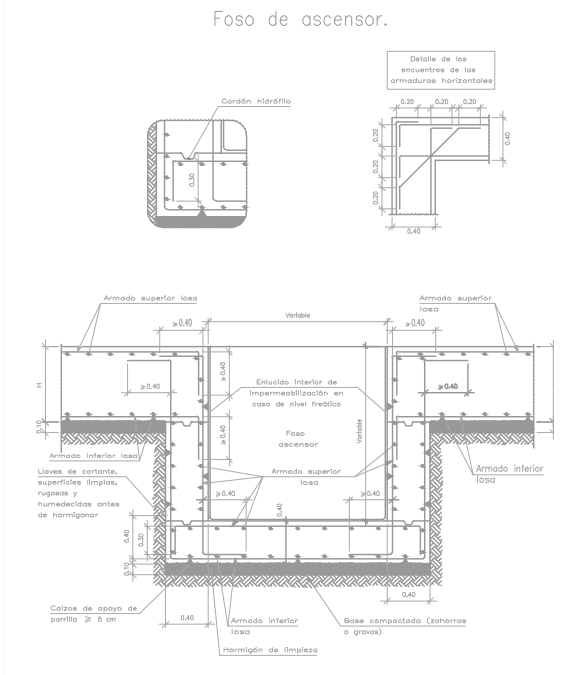 Foso de ascensor.
Detalle de los
encuentros de las
armaduras horizontales
Cordón hidrófilo
0.20
0.20
0.20
0.20
0.20
0.20
0.40
0.40
0.30
Armado superior losa
Armado superior
losa
Variable
≥0.40
≥0.40
H
≥0.40
≥0.40
≥0.40
≥0.40
Enlucido interior de
impermeabilización en
caso de nivel freático
Foso
ascensor
Variable
0.10
Armado inferior losa
Armado superior
losa
Armado inferior
losa
Llaves de cortante,
superficies limpias,
rugosas y
humedecidas antes
de hormigonar
≥0.40
≥0.40
0.40
0.40
0.30
0.10
0.40
0.40
Calzos de apoyo de
parrilla ≥ 5 cm
Armado inferior
losa
Base compactada (zahorras
o gravas)
Hormigón de limpieza